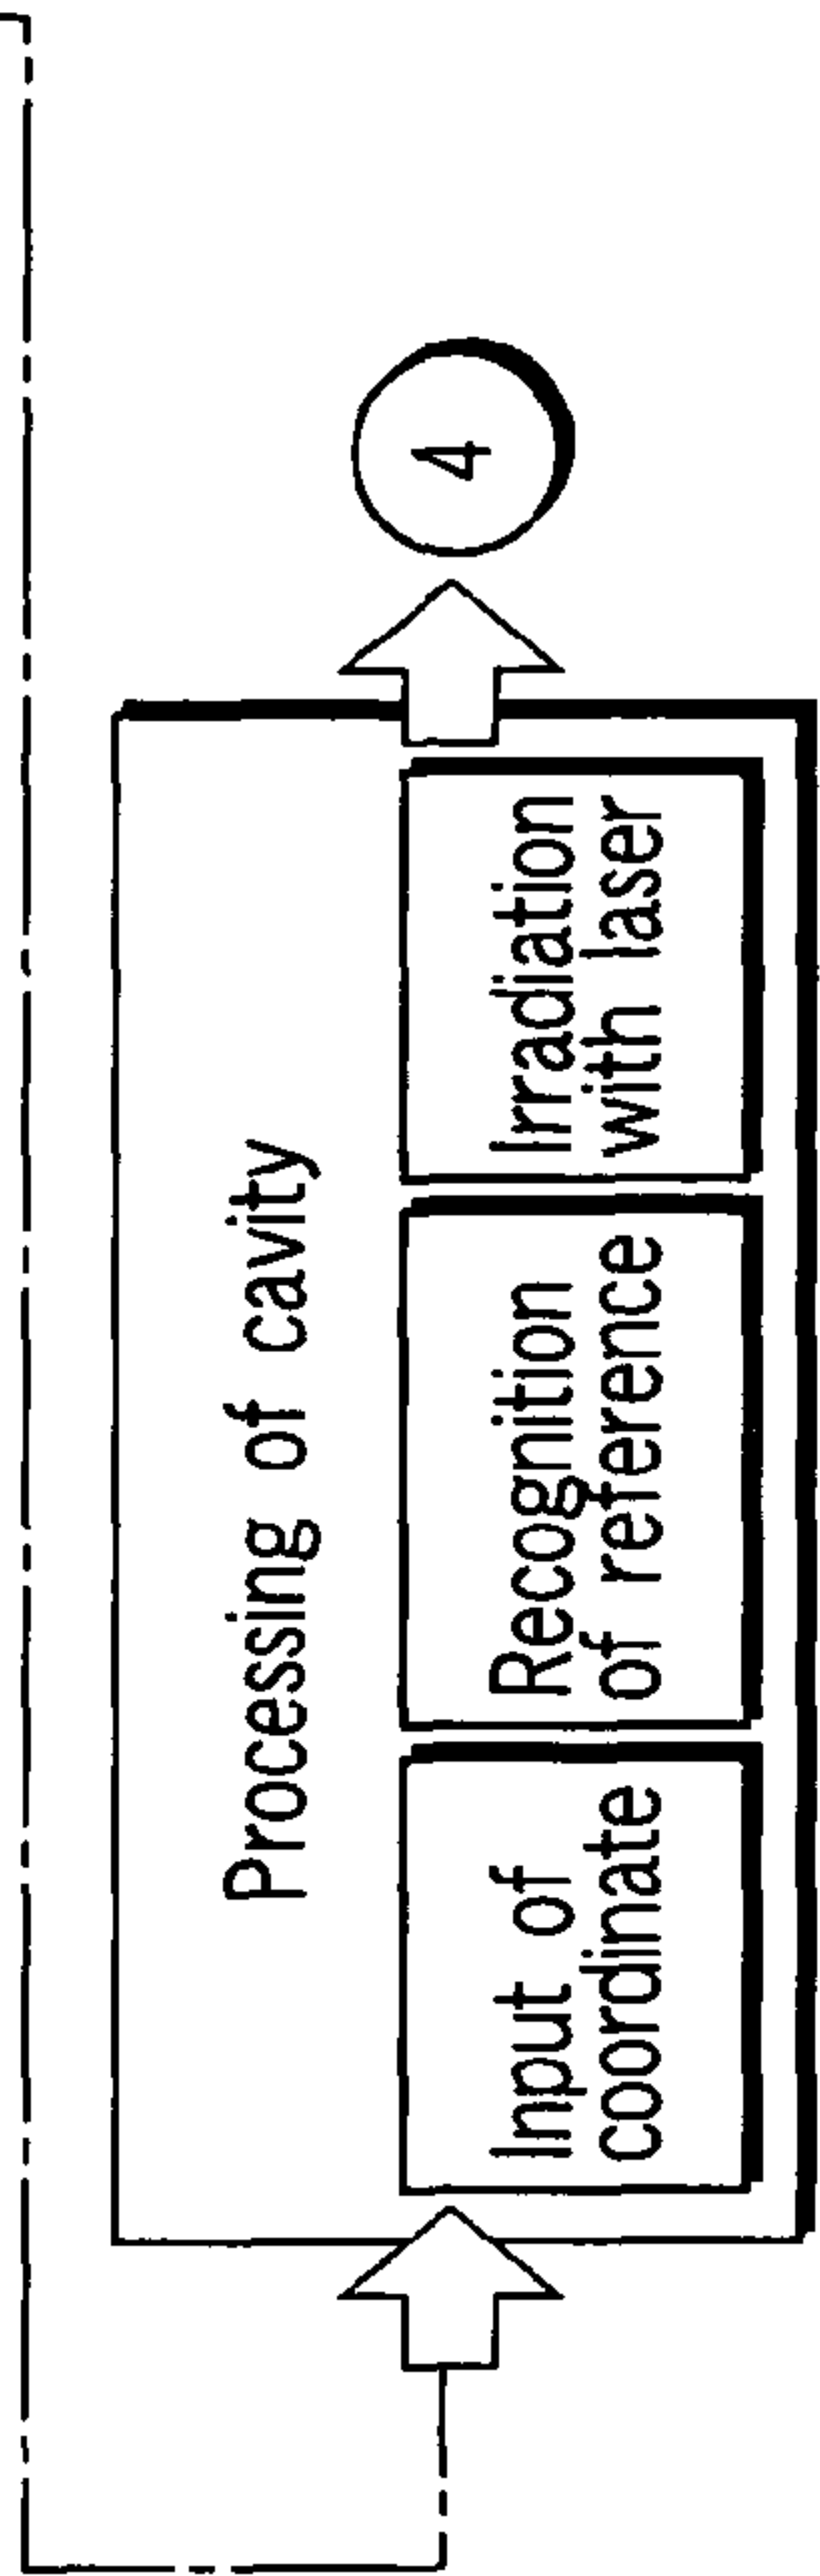 Processing of cavity
Input of
coordinate
Recognition
of reference
Irradiation
with laser
4